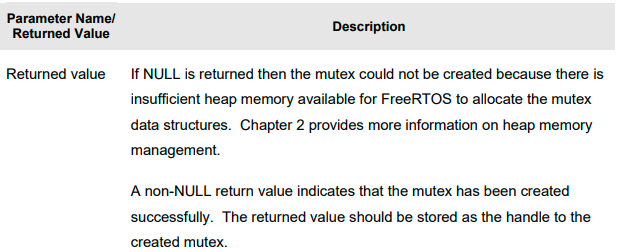 Parameter Name/
Returned Value
Description
Returned value
If NULL is returned then the mutex could not be created because there is
insufficient heap memory available for FreeRTOS to allocate the mutex
data structures. Chapter 2 provides more information on heap memory
management.
A non-NULL return value indicates that the mutex has been created
successfully. The returned value should be stored as the handle to the
created mutex.